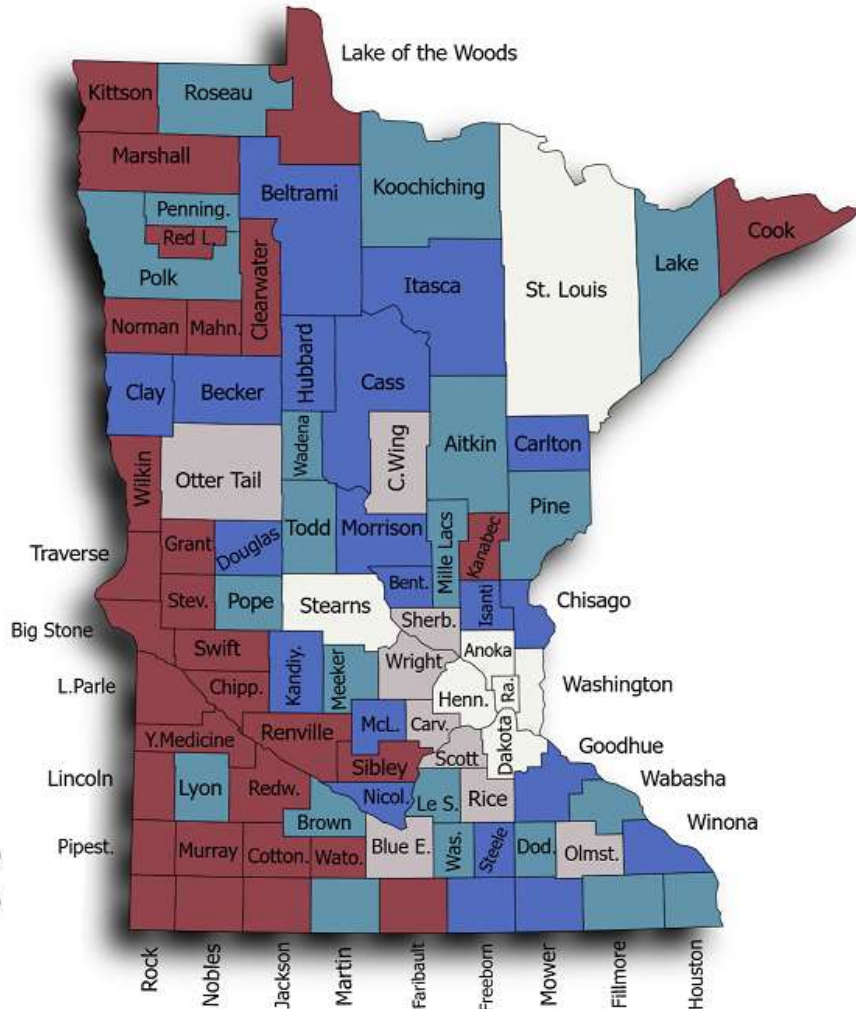 Lake of the Woods
Kittson
Roseau
Marshall
Beltrami
Koochiching
Penning.
Red L.
Clearwater
Cook
Lake
Polk
Itasca
St. Louis
Norman
Mahn.
Hubbard
Cass
Clay
Becker
Wadena
Aitkin
Carlton
C.Wing
Wilkin
Otter Tail
Pine
Todd
Morrison
Mille Lacs
Kanabec
Grant
Douglas
Traverse
Bent.
Isanti
Chisago
Stev.
Pope
Stearns
Sherb.
Big Stone
Swift
Anoka
Wright
Kandiy.
Meeker
L.Parle
Chipp.
Henn.
Ra.
Washington
McL.
Carv.
Renville
Y.Medicine
Dakota
Goodhue
Scott
Sibley
Lincoln
Lyon
Redw.
Nicol.
Le S.
Rice
Wabasha
Brown
Winona
Pipest.
Murray
Cotton.
Wato.
Blue E.
Was.
Steele
Dod.
Olmst.
Rock
Nobles
Jackson
Martin
Faribault
Freeborn
Mower
Fillmore
Houston